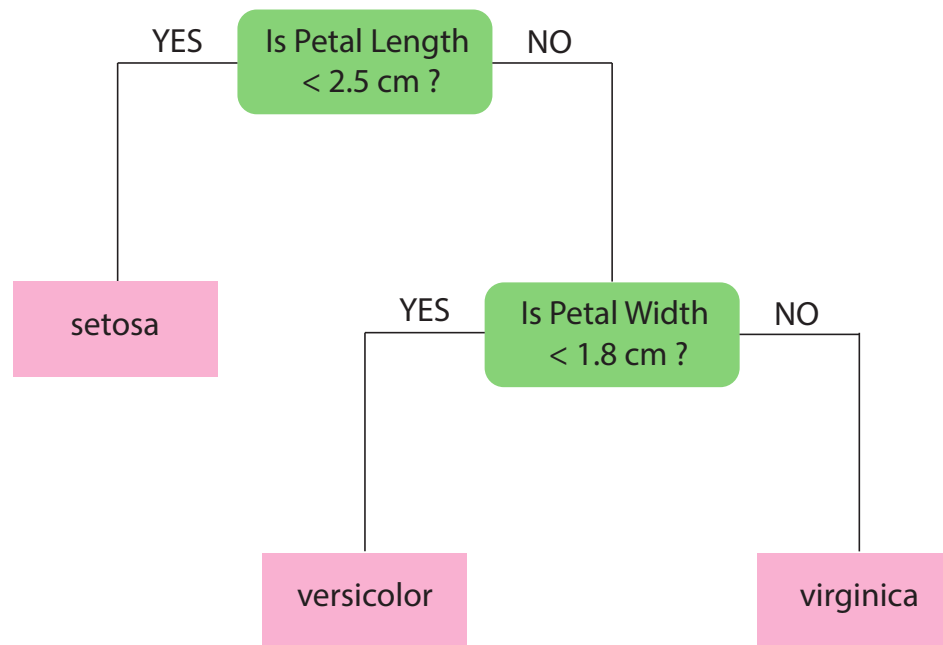 YES
Is Petal Length
< 2.5 cm ?
NO
setosa
YES
Is Petal Width
< 1.8 cm ?
NO
versicolor
virginica